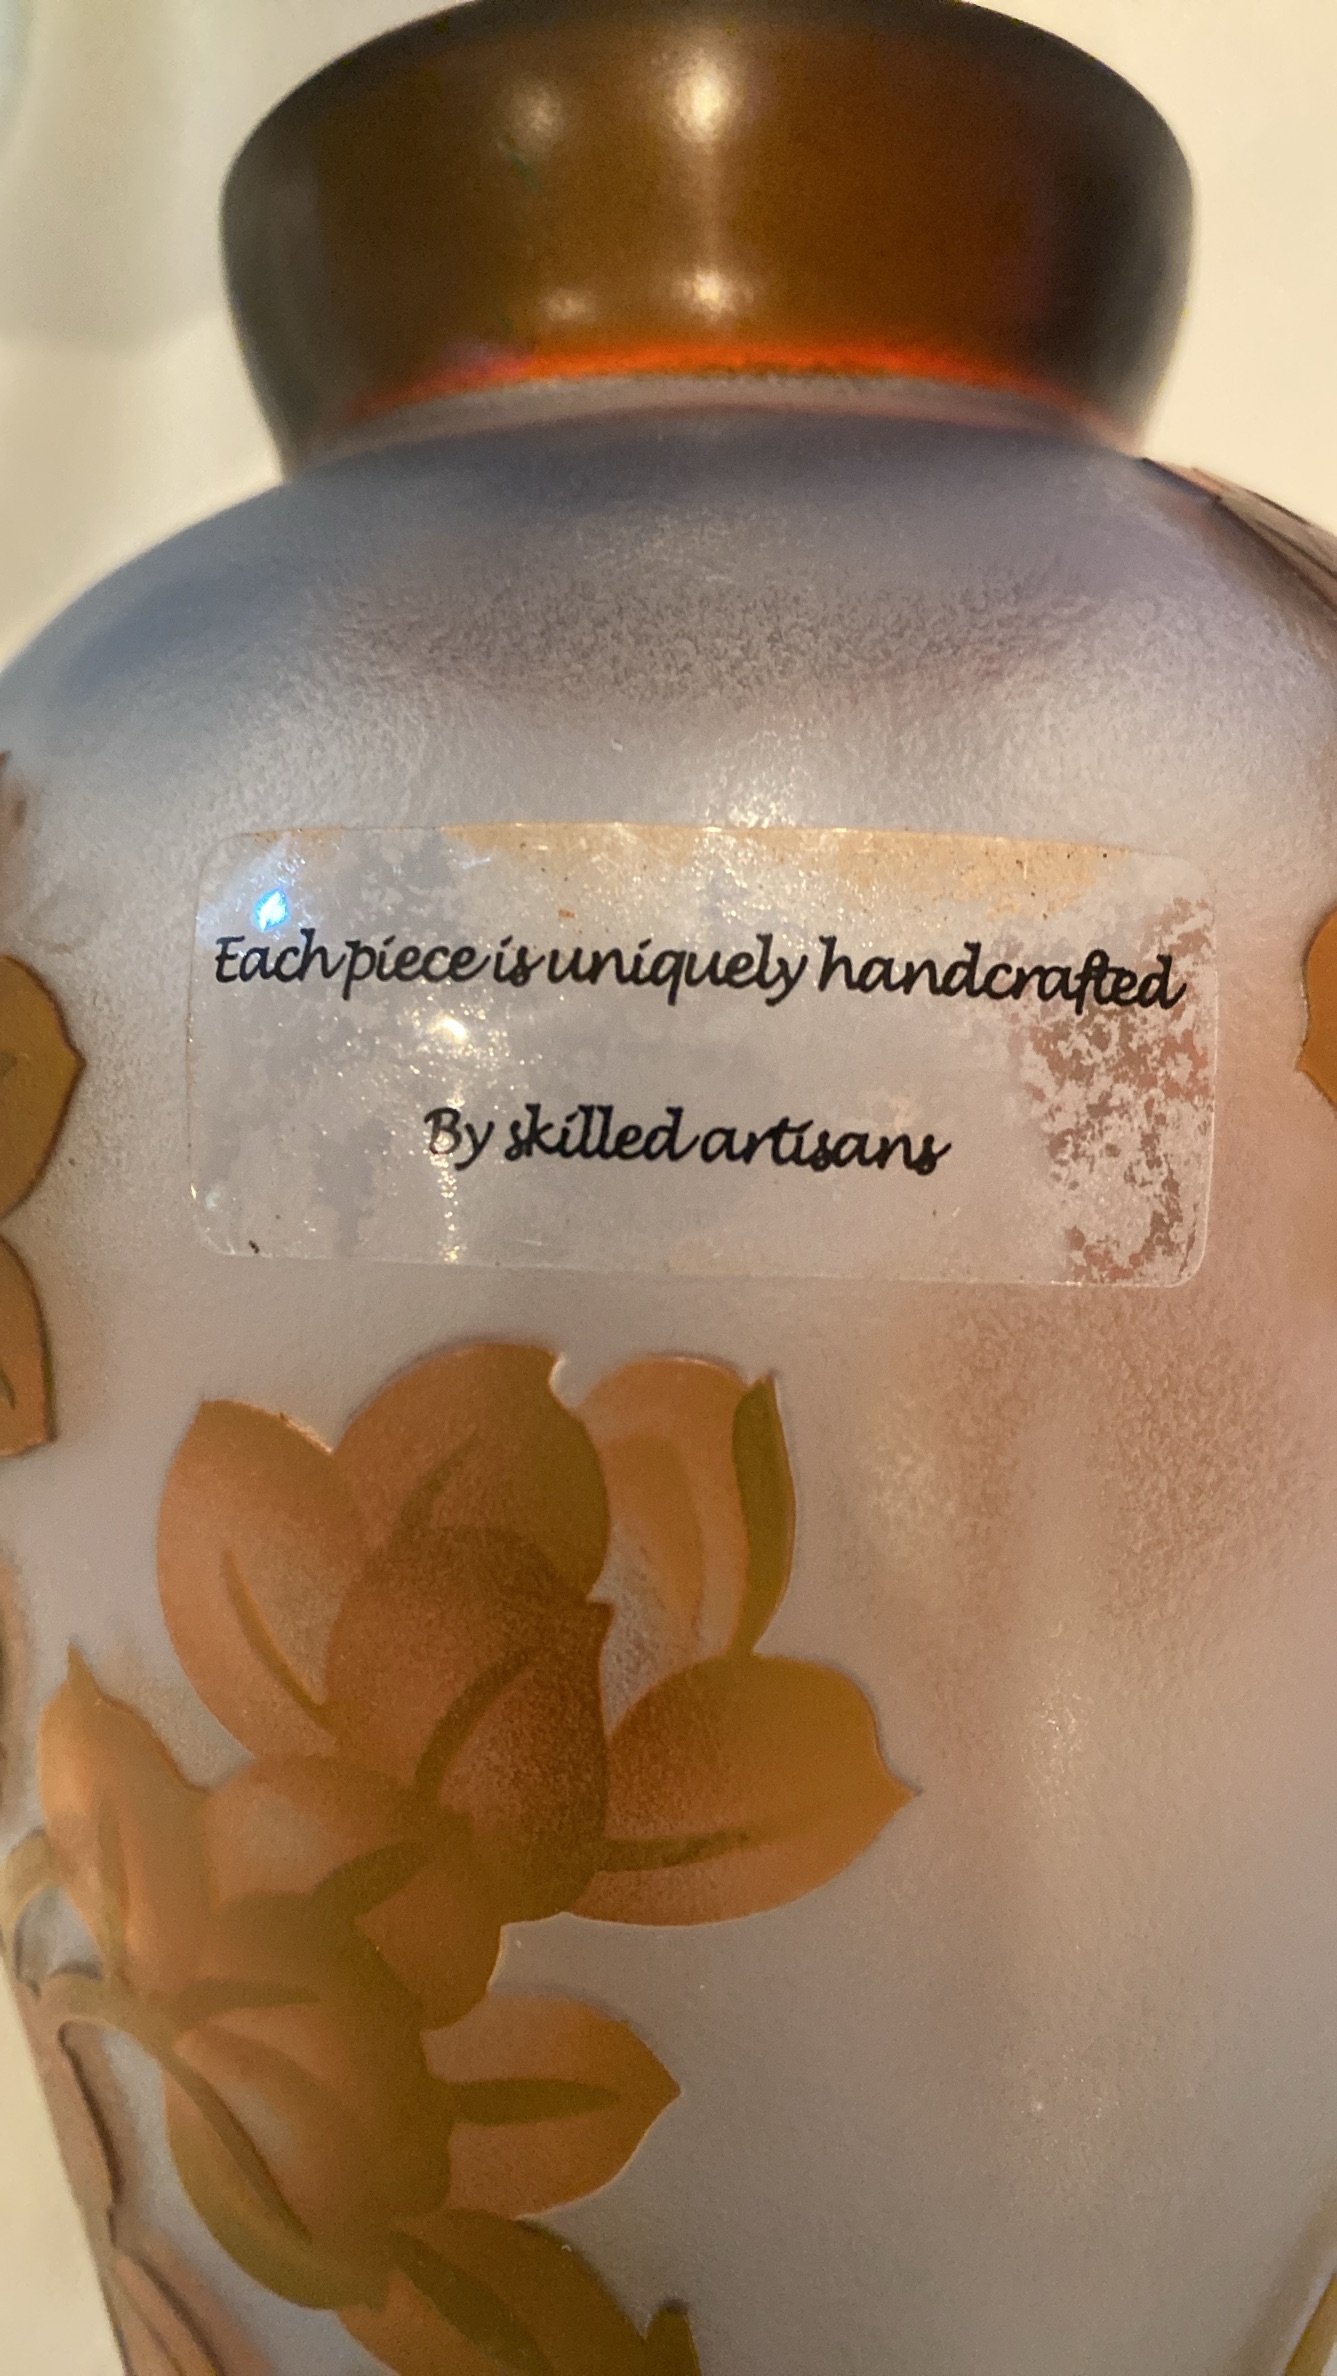 Each piece is uniquely handcrafted
By skilled artisans